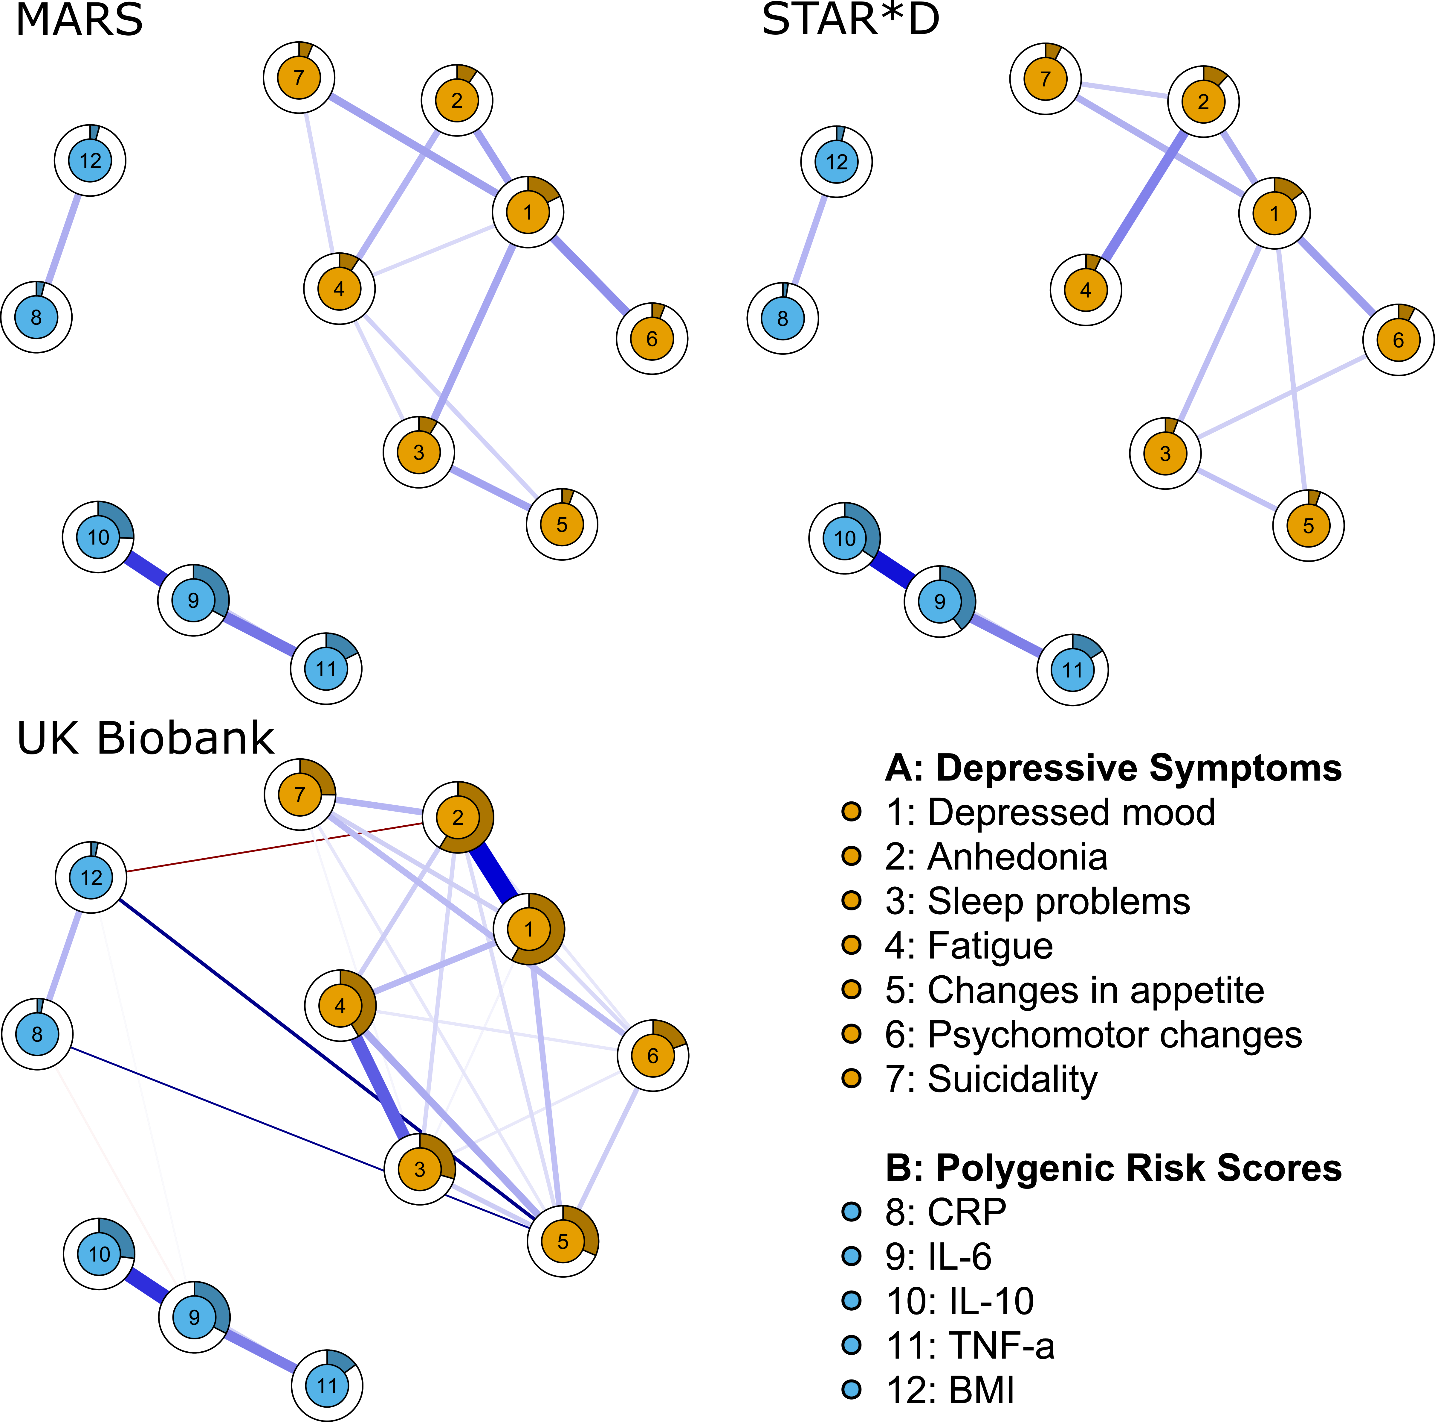 MARS
7
2
12
1
4
8
6
3
5
10
9
11
STAR*D
7
2
12
1
4
8
6
3
5
10
9
11
UK Biobank
7
2
12
1
4
8
6
3
5
10
9
11
A: Depressive Symptoms
1: Depressed mood
2: Anhedonia
3: Sleep problems
4: Fatigue
5: Changes in appetite
6: Psychomotor changes
7: Suicidality
B: Polygenic Risk Scores
8: CRP
9: IL-6
10: IL-10
11: TNF-a
12: BMI